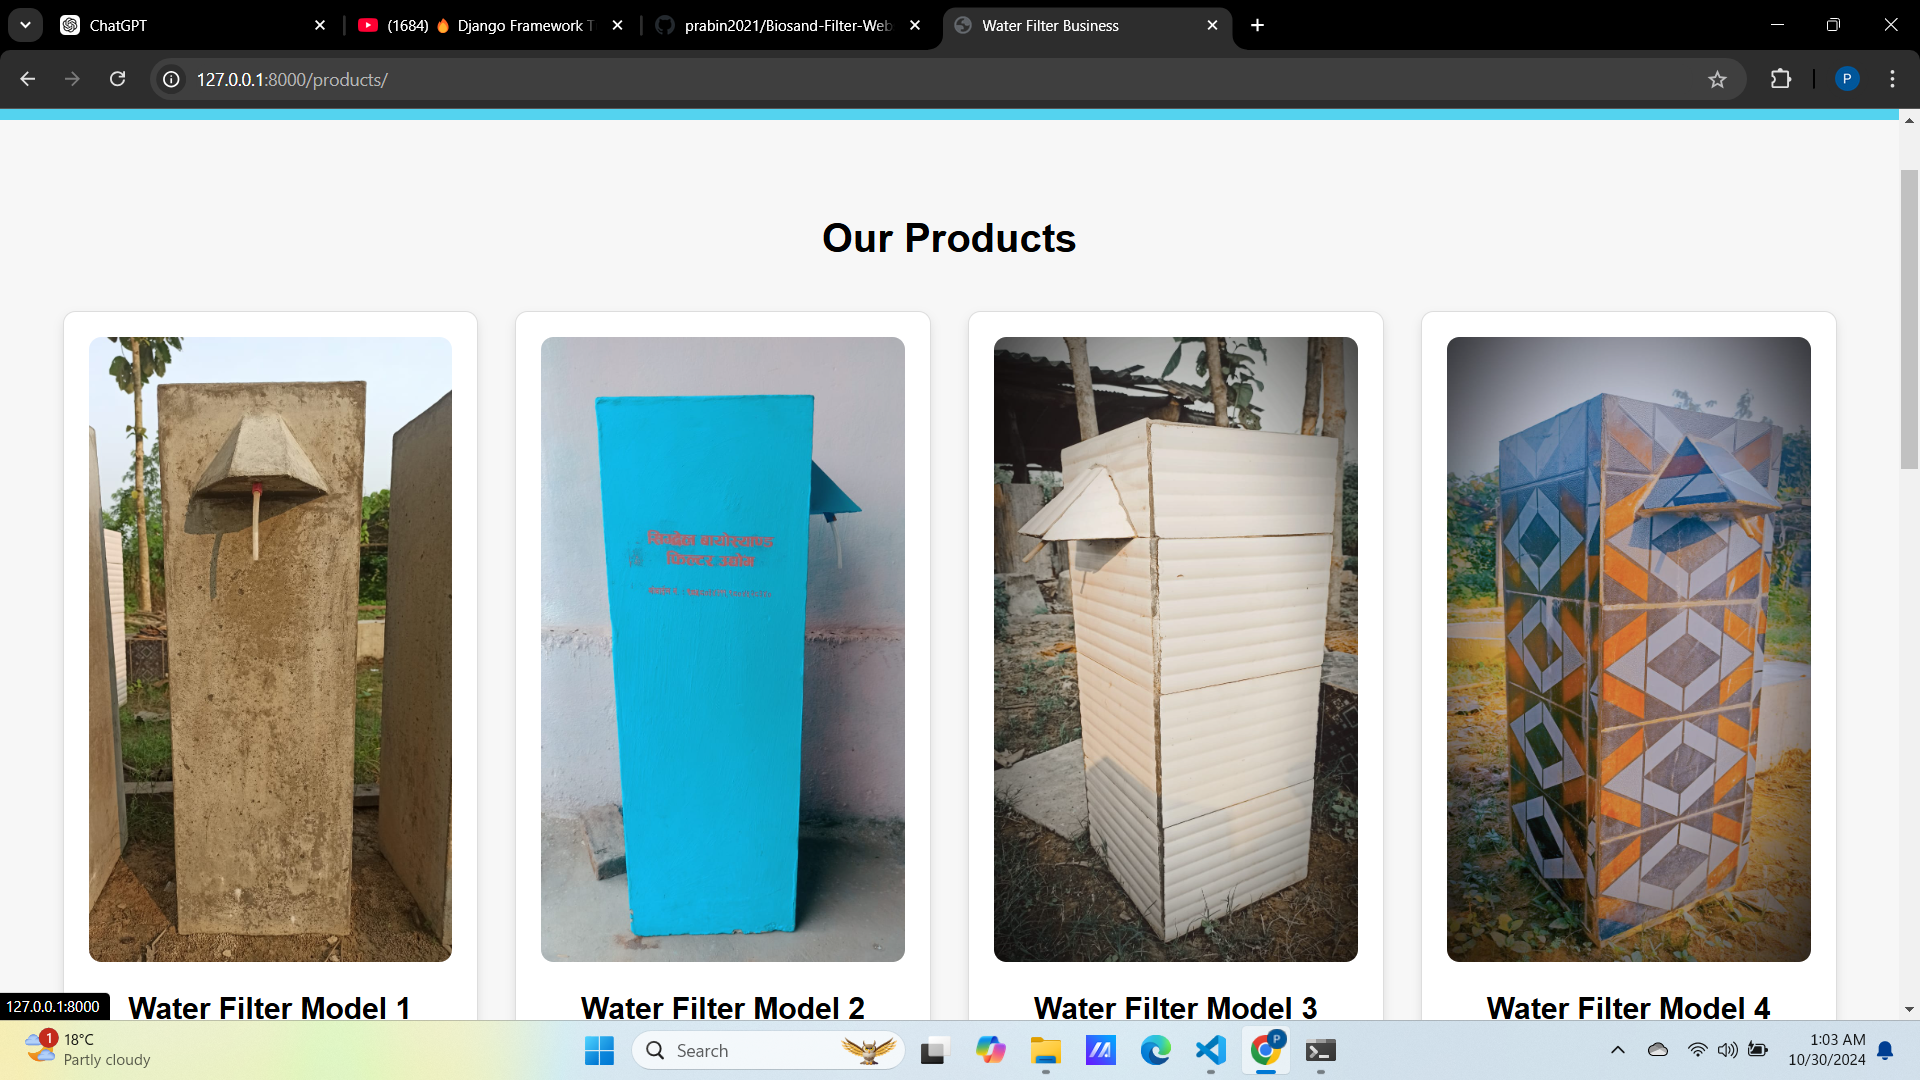 ChatGPT
(1684) 🔥 Django Framework T
prabin2021/Biosand-Filter-Web
Water Filter Business
127.0.0.1:8000/products/
P
Our Products
फिल्टर उद्योग
Water Filter Model 1
Water Filter Model 2
Water Filter Model 3
Water Filter Model 4
127.0.0.1:8000
1
18°C
Partly cloudy
Search
P
1:03 AM
10/30/2024